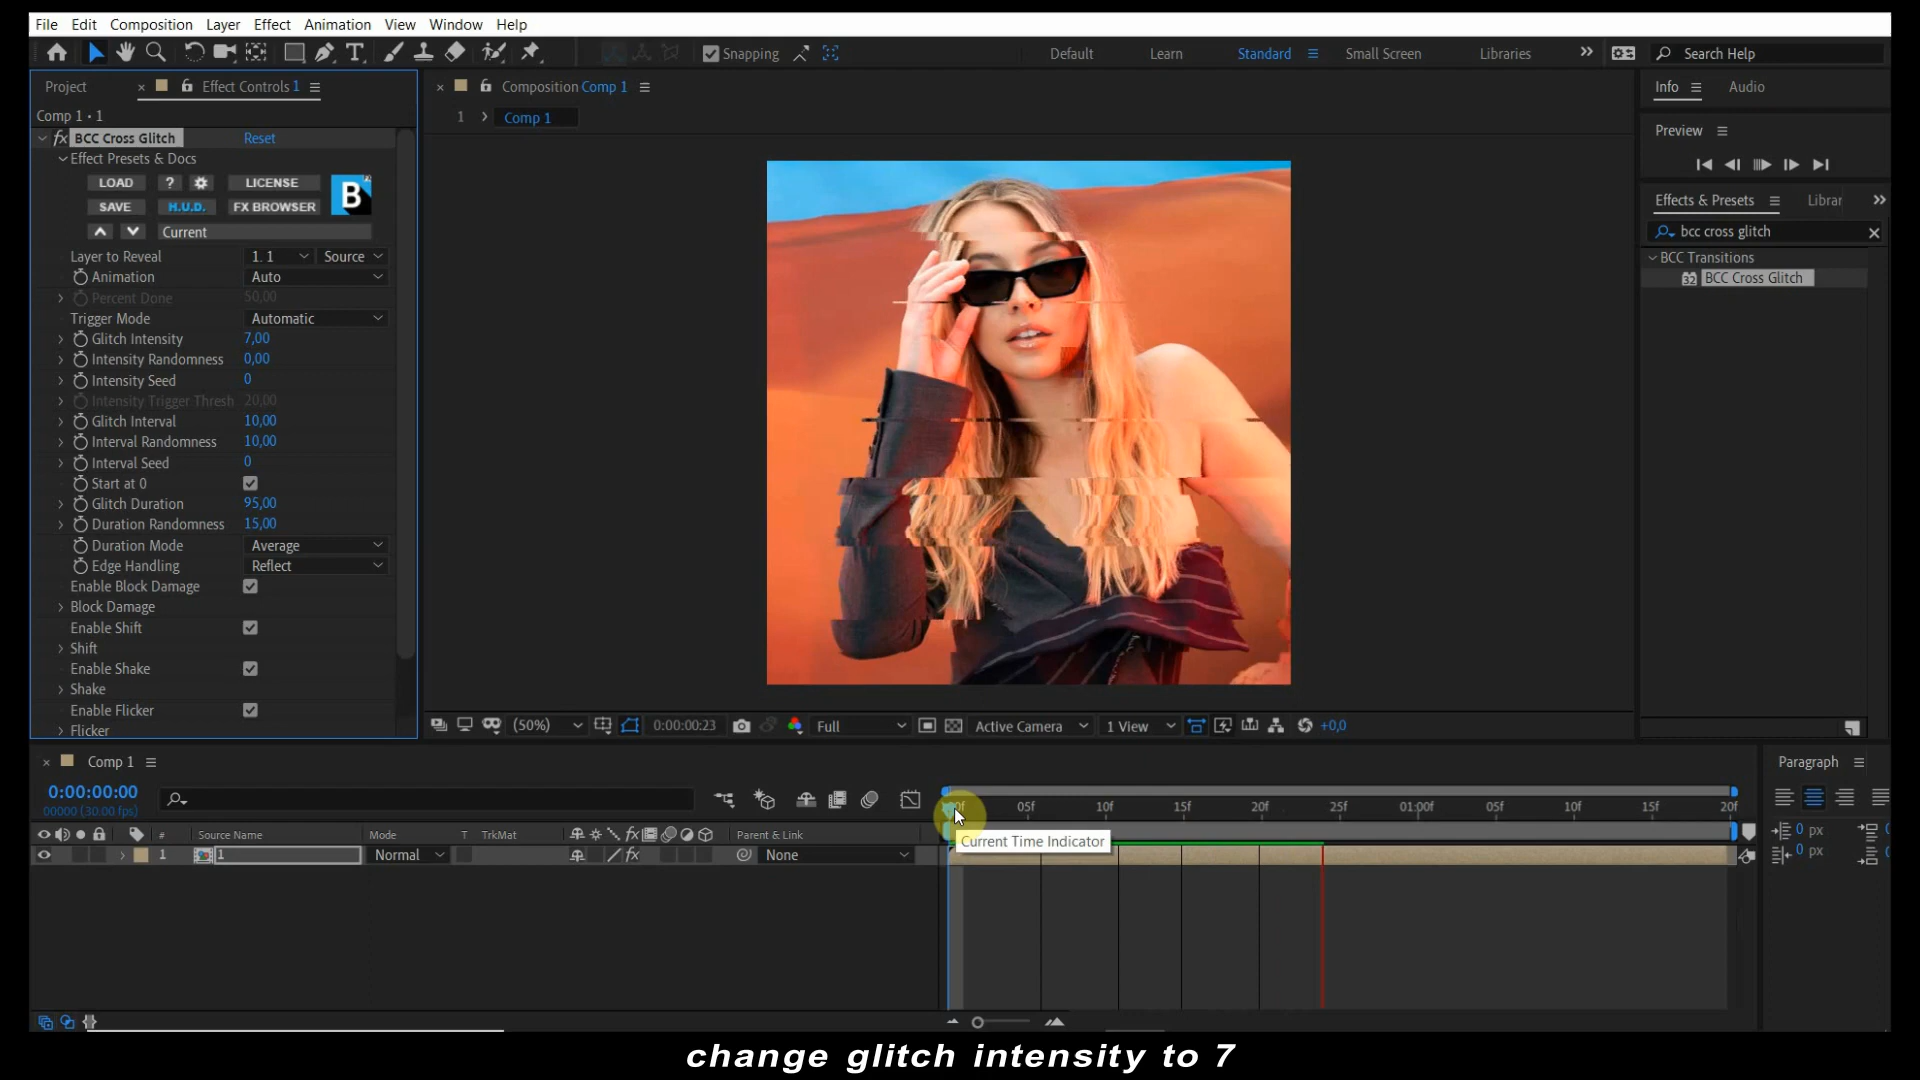 File Edit Composition Layer Effect Animation View Window Help
Snapping Default Learn Standard Small Screen Libraries Search Help
Project Effect Controls 1
Composition Comp 1
Info Audio
Comp 1 • 1
1 Comp 1
Preview
fx BCC Cross Glitch Reset
Effect Presets & Docs
LOAD ? LICENSE B
SAVE H.U.D. FX BROWSER
Current
Effects & Presets Librar
bcc cross glitch
BCC Transitions
32 BCC Cross Glitch
Layer to Reveal 1. 1 Source
Animation Auto
Percent Done 50,00
Trigger Mode Automatic
Glitch Intensity 7,00
Intensity Randomness 0,00
Intensity Seed 0
Intensity Trigger Thresh 20,00
Glitch Interval 10,00
Interval Randomness 10,00
Interval Seed 0
Start at 0
Glitch Duration 95,00
Duration Randomness 15,00
Duration Mode Average
Edge Handling Reflect
Enable Block Damage
Block Damage
Enable Shift
Shift
Enable Shake
Shake
Enable Flicker
Flicker
(50%) 0:00:00:23 Full Active Camera 1 View +0,0
Comp 1
Paragraph
0:00:00:00
00000 (30.00 fps)
05f 10f 15f 20f 25f 01:00f 05f 10f 15f 20f
# Source Name Mode T TrkMat fx Parent & Link
Current Time Indicator
1 1 Normal fx None
0 px
0 px
change glitch intensity to 7